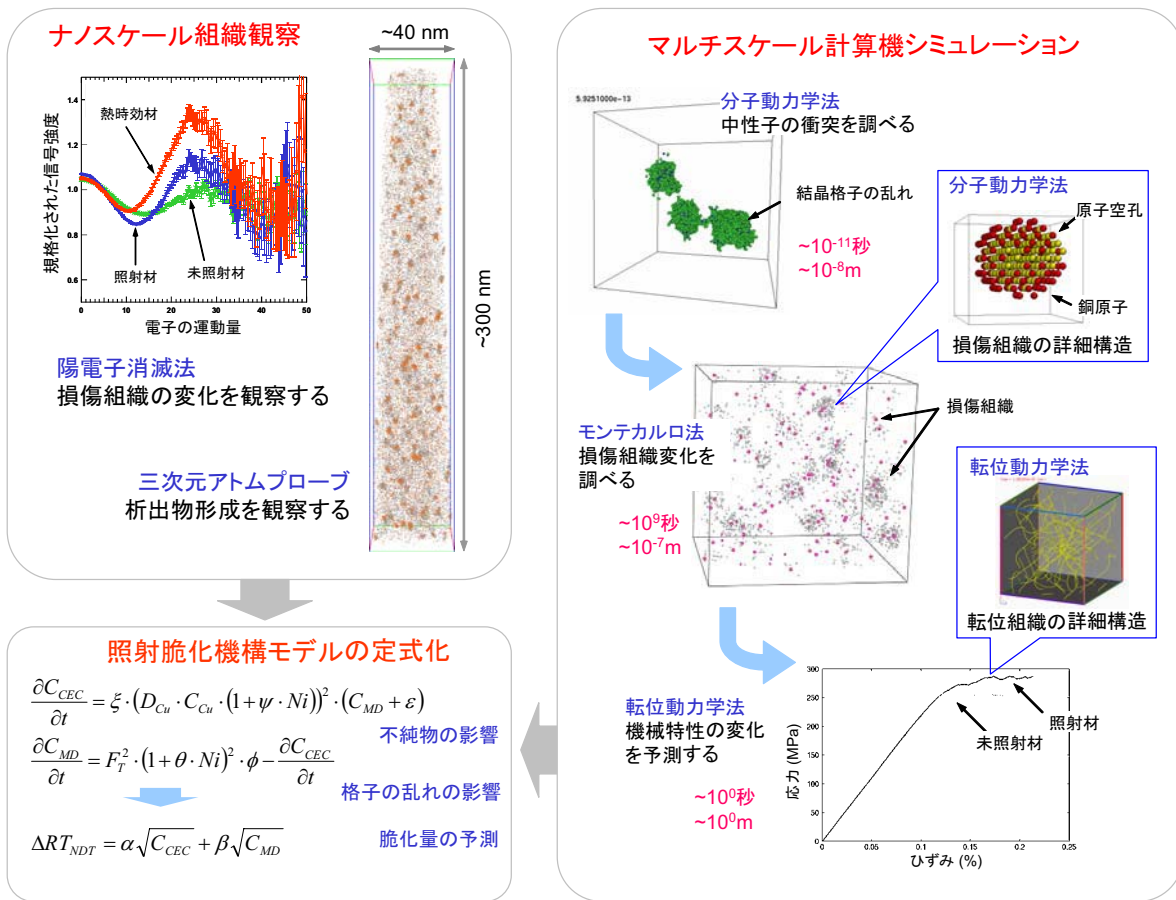 ナノスケール組織観察
~40 nm
~300 nm
規格化された信号強度
1.4
1.2
1.0
0.8
0.6
0
10
20
30
40
50
電子の運動量
熱時効材
照射材
未照射材
陽電子消滅法
損傷組織の変化を観察する
三次元アトムプローブ
析出物形成を観察する
照射脆化機構モデルの定式化
∂C_CEC/∂t = ξ・(D_Cu・C_Cu・(1+ψ・Ni))²・(C_MD+ε)
不純物の影響
∂C_MD/∂t = F_T²・(1+θ・Ni)²・φ − ∂C_CEC/∂t
格子の乱れの影響
ΔRT_NDT = α√C_CEC + β√C_MD
脆化量の予測
マルチスケール計算機シミュレーション
5.9251000e-13
分子動力学法
中性子の衝突を調べる
結晶格子の乱れ
~10⁻¹¹秒
~10⁻⁸m
分子動力学法
原子空孔
銅原子
損傷組織の詳細構造
モンテカルロ法
損傷組織変化を
調べる
~10⁹秒
~10⁻⁷m
損傷組織
転位動力学法
転位組織の詳細構造
転位動力学法
機械特性の変化
を予測する
~10⁰秒
~10⁰m
応力 (MPa)
300
250
200
150
100
50
0
0
0.05
0.1
0.15
0.2
0.25
ひずみ (%)
照射材
未照射材